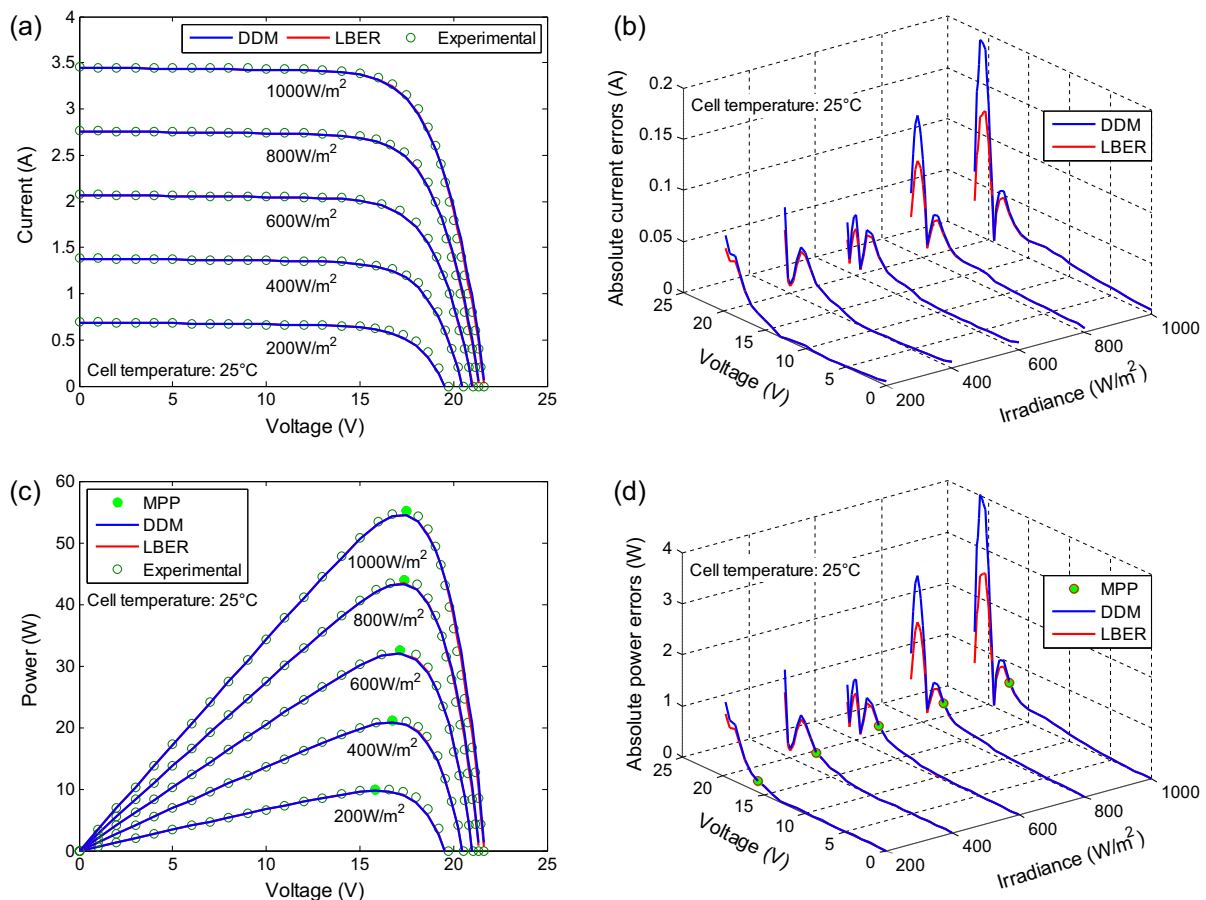 (a)
DDM LBER Experimental
4
3.5
3
2.5
2
1.5
1
0.5
0
Current (A)
1000W/m²
800W/m²
600W/m²
400W/m²
200W/m²
Cell temperature: 25°C
0 5 10 15 20 25
Voltage (V)
(b)
Cell temperature: 25°C
DDM
LBER
0.2
0.15
0.1
0.05
0
Absolute current errors (A)
25
20
15
10
5
0
Voltage (V)
200
400
600
800
1000
Irradiance (W/m²)
(c)
MPP
DDM
LBER
Experimental
Cell temperature: 25°C
60
50
40
30
20
10
0
Power (W)
1000W/m²
800W/m²
600W/m²
400W/m²
200W/m²
0 5 10 15 20 25
Voltage (V)
(d)
Cell temperature: 25°C
MPP
DDM
LBER
4
3
2
1
0
Absolute power errors (W)
25
20
15
10
5
0
Voltage (V)
200
400
600
800
1000
Irradiance (W/m²)